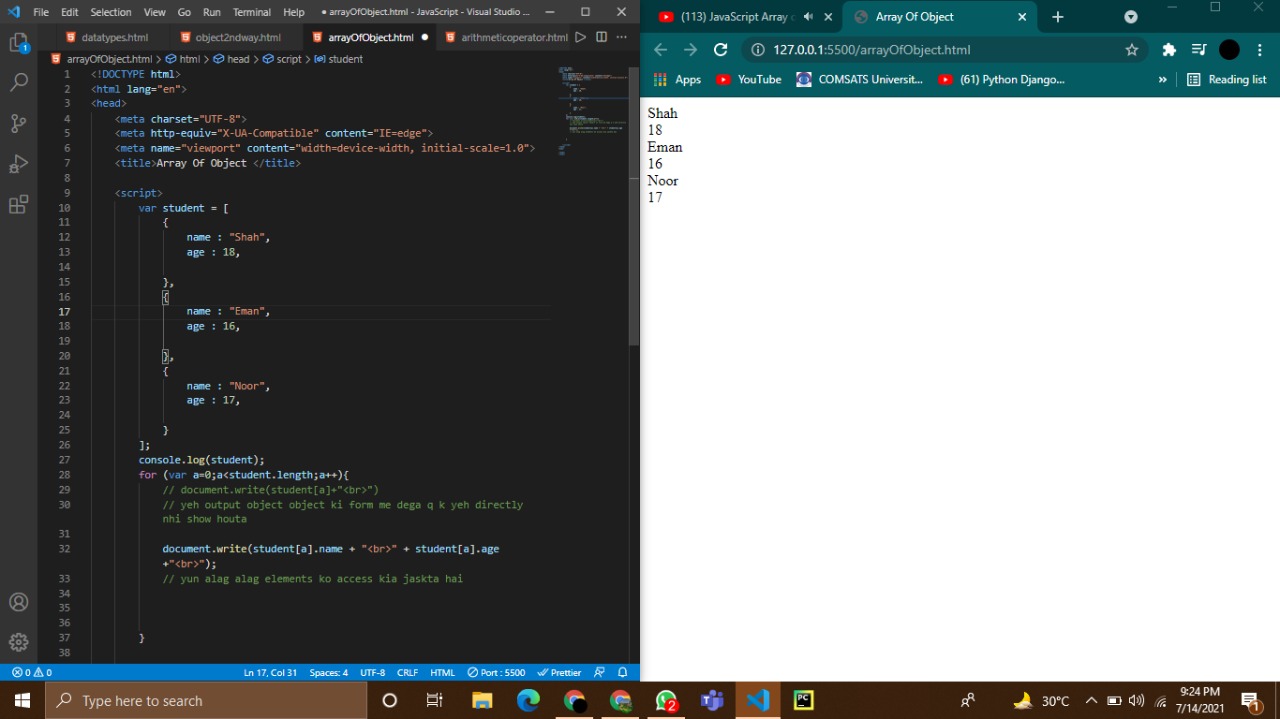 File Edit Selection View Go Run Terminal Help ● arrayOfObject.html - JavaScript - Visual Studio ...
datatypes.html object2ndway.html arrayOfObject.html ● arithmeticoperator.html
arrayOfObject.html > html > head > script > student
1 <!DOCTYPE html>
2 <html lang="en">
3 <head>
4 <meta charset="UTF-8">
5 <meta http-equiv="X-UA-Compatible" content="IE=edge">
6 <meta name="viewport" content="width=device-width, initial-scale=1.0">
7 <title>Array Of Object </title>
8
9 <script>
10 var student = [
11 {
12 name : "Shah",
13 age : 18,
14
15 },
16 {
17 name : "Eman",
18 age : 16,
19
20 },
21 {
22 name : "Noor",
23 age : 17,
24
25 }
26 ];
27 console.log(student);
28 for (var a=0;a<student.length;a++){
29 // document.write(student[a]+"<br>")
30 // yeh output object object ki form me dega q k yeh directly
nhi show houta
31
32 document.write(student[a].name + "<br>" + student[a].age
+"<br>");
33 // yun alag alag elements ko access kia jaskta hai
34
35
36
37 }
38
1
0 0 Ln 17, Col 31 Spaces: 4 UTF-8 CRLF HTML Port : 5500 Prettier
(113) JavaScript Array Array Of Object
127.0.0.1:5500/arrayOfObject.html
Apps YouTube COMSATS Universit... (61) Python Django... » Reading list
Shah
18
Eman
16
Noor
17
Type here to search
2
PC
30°C
9:24 PM
7/14/2021
1